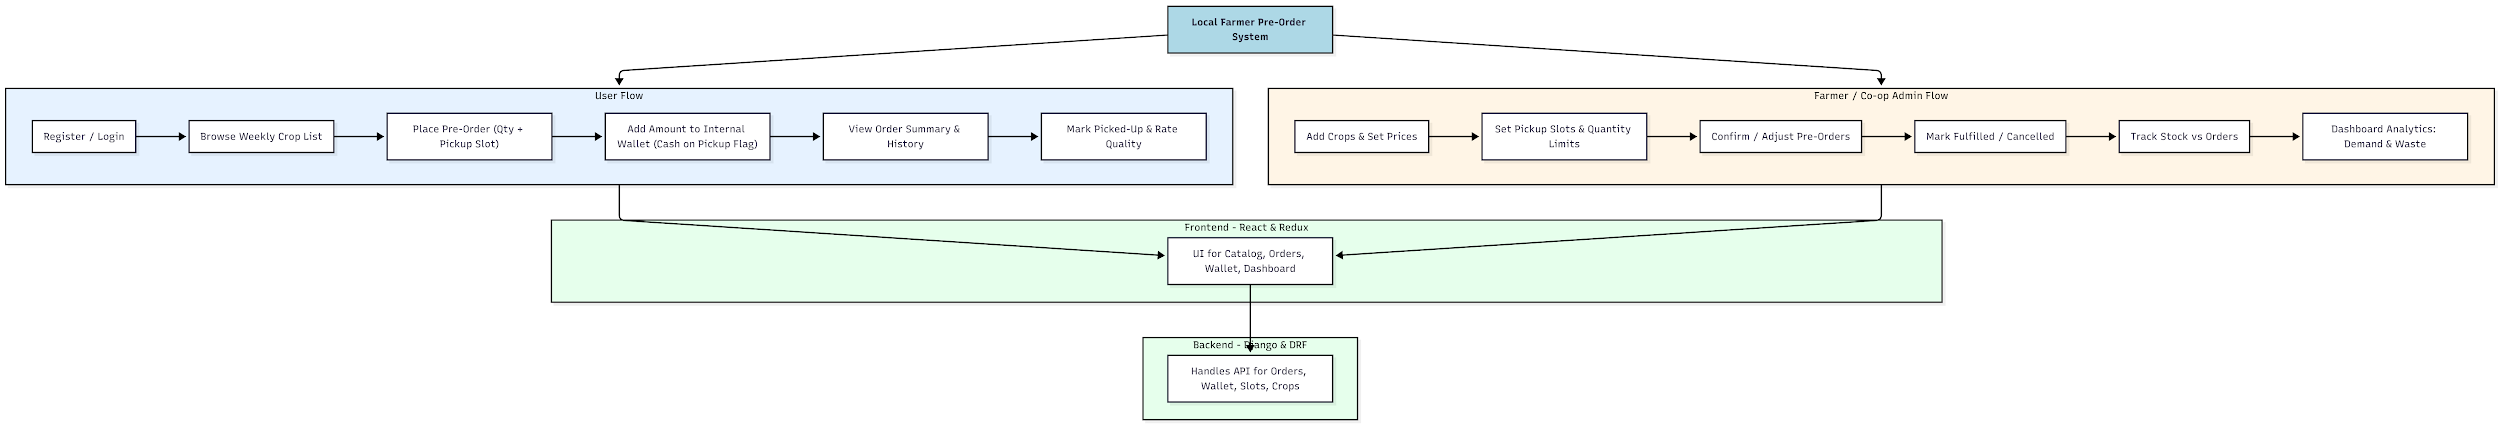 Local Farmer Pre-Order
System
User Flow
Register / Login
Browse Weekly Crop List
Place Pre-Order (Qty +
Pickup Slot)
Add Amount to Internal
Wallet (Cash on Pickup Flag)
View Order Summary &
History
Mark Picked-Up & Rate
Quality
Farmer / Co-op Admin Flow
Add Crops & Set Prices
Set Pickup Slots & Quantity
Limits
Confirm / Adjust Pre-Orders
Mark Fulfilled / Cancelled
Track Stock vs Orders
Dashboard Analytics:
Demand & Waste
Frontend - React & Redux
UI for Catalog, Orders,
Wallet, Dashboard
Backend - Django & DRF
Handles API for Orders,
Wallet, Slots, Crops